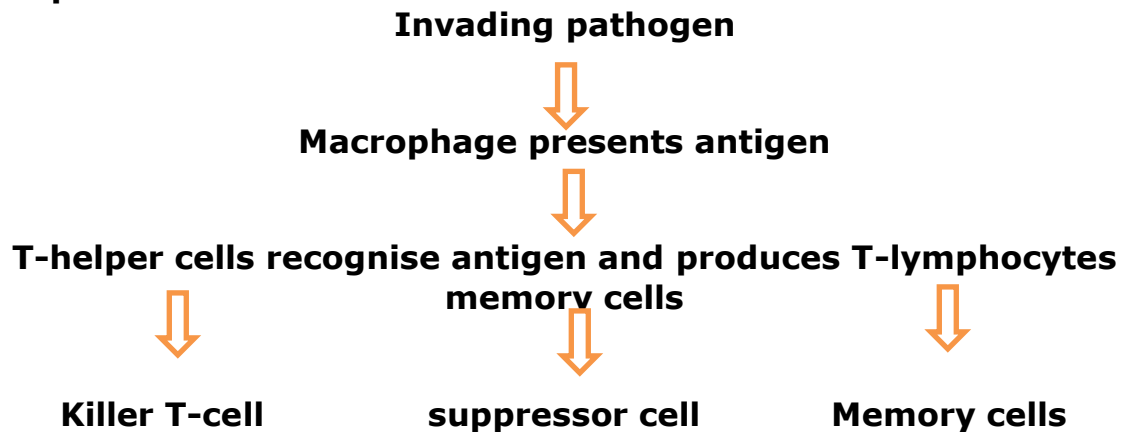 Invading pathogen
Macrophage presents antigen
T-helper cells recognise antigen and produces T-lymphocytes
memory cells
Killer T-cell suppressor cell Memory cells